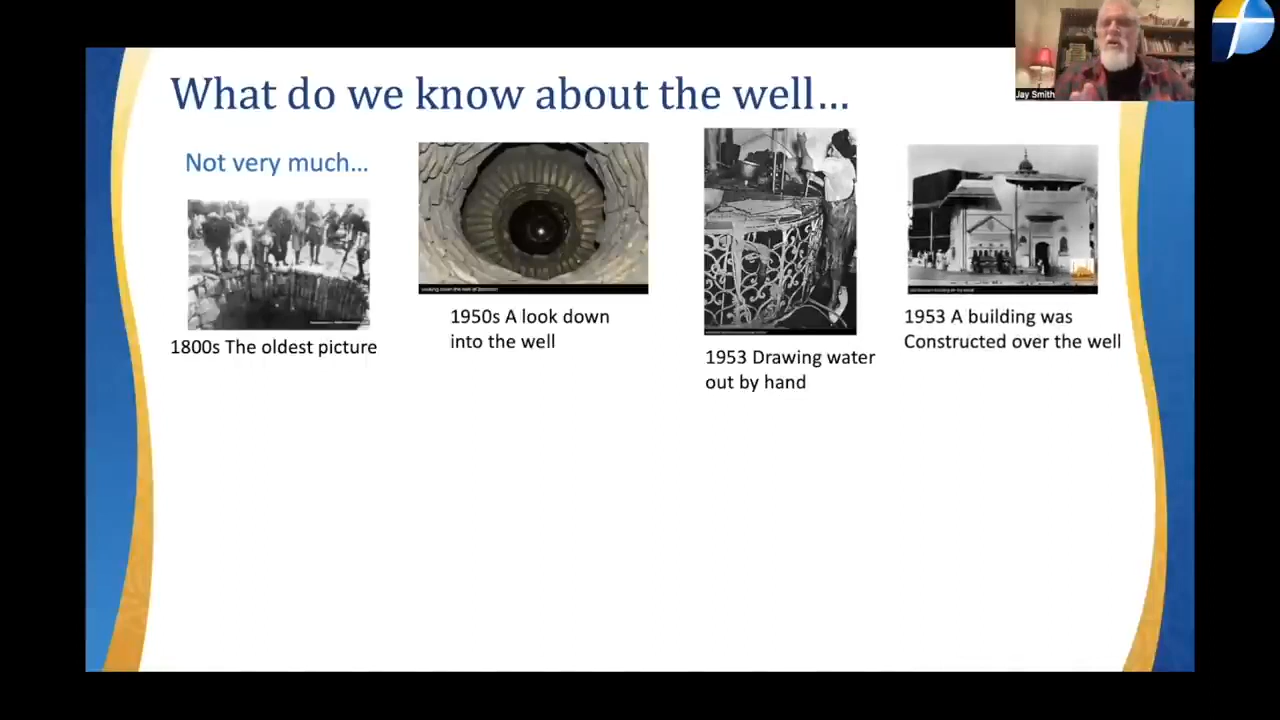 What do we know about the well...
Jay Smith
Not very much...
1800s The oldest picture
1950s A look down
into the well
1953 Drawing water
out by hand
1953 A building was
Constructed over the well